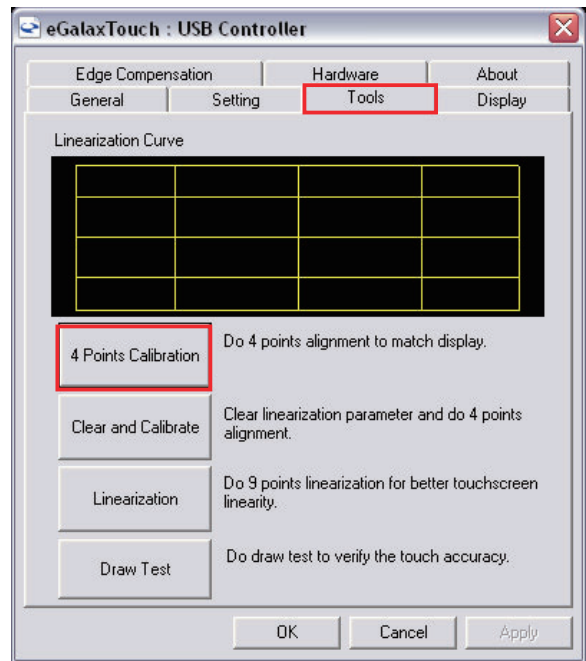 eGalaxTouch : USB Controller
Edge Compensation Hardware About
General Setting Tools Display
Linearization Curve
4 Points Calibration
Do 4 points alignment to match display.
Clear and Calibrate
Clear linearization parameter and do 4 points
alignment.
Linearization
Do 9 points linearization for better touchscreen
linearity.
Draw Test
Do draw test to verify the touch accuracy.
OK Cancel Apply